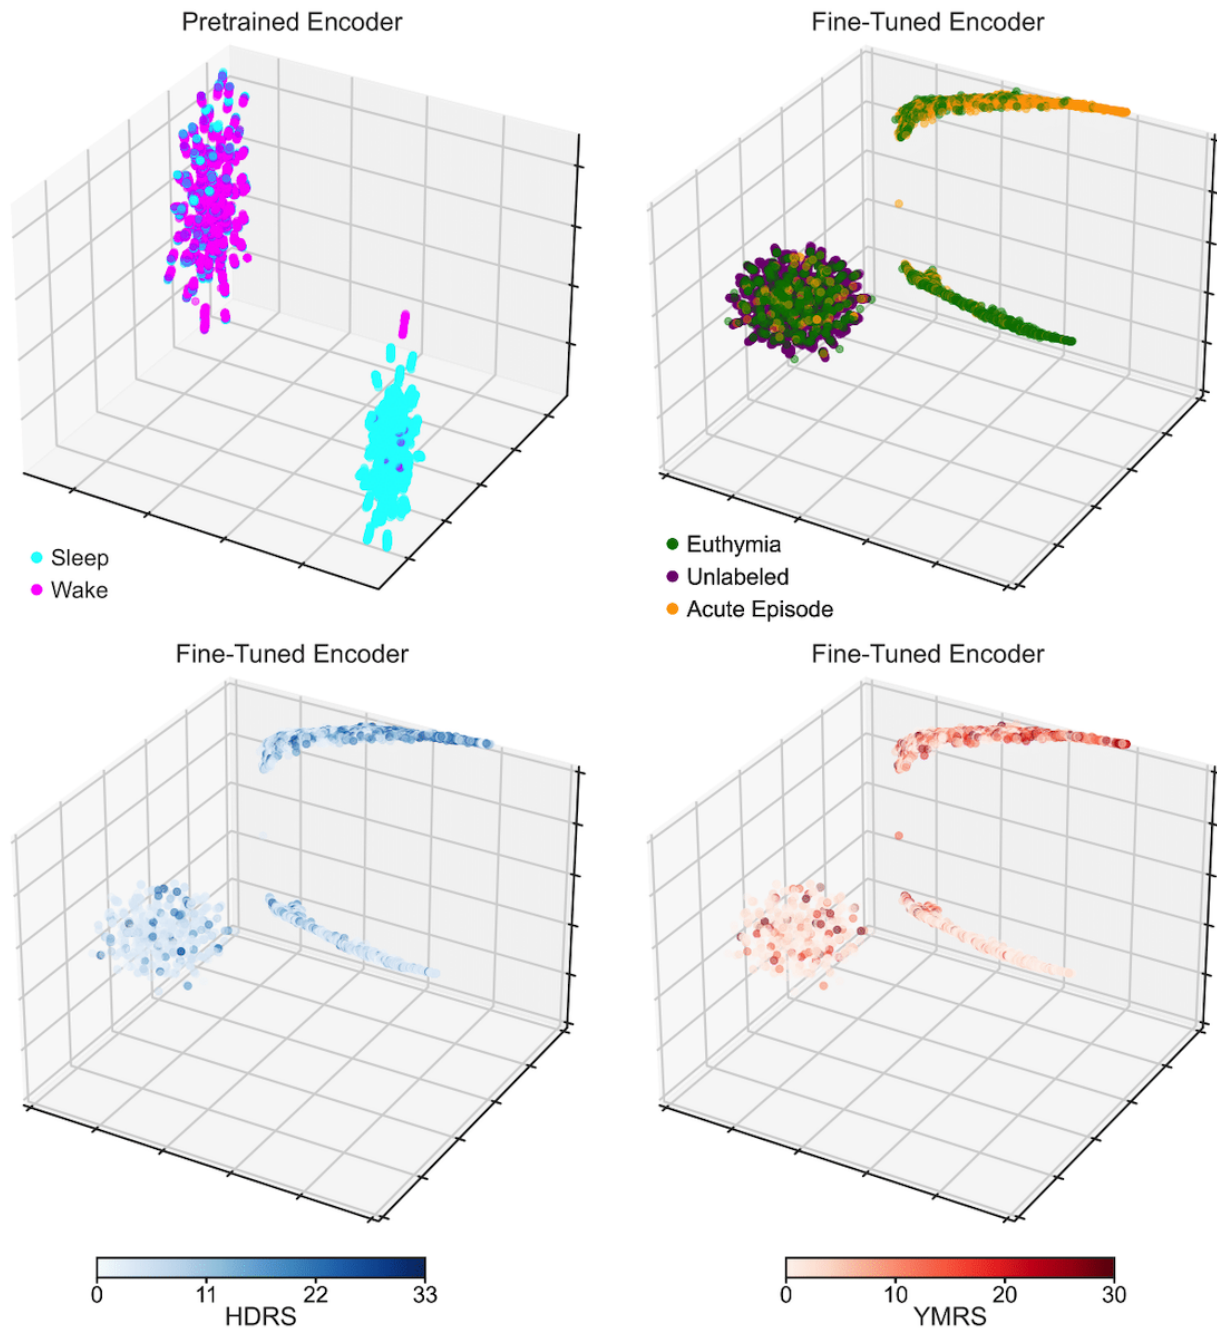 Pretrained Encoder
Fine-Tuned Encoder
Sleep
Wake
Euthymia
Unlabeled
Acute Episode
Fine-Tuned Encoder
Fine-Tuned Encoder
0 11 22 33
HDRS
0 10 20 30
YMRS